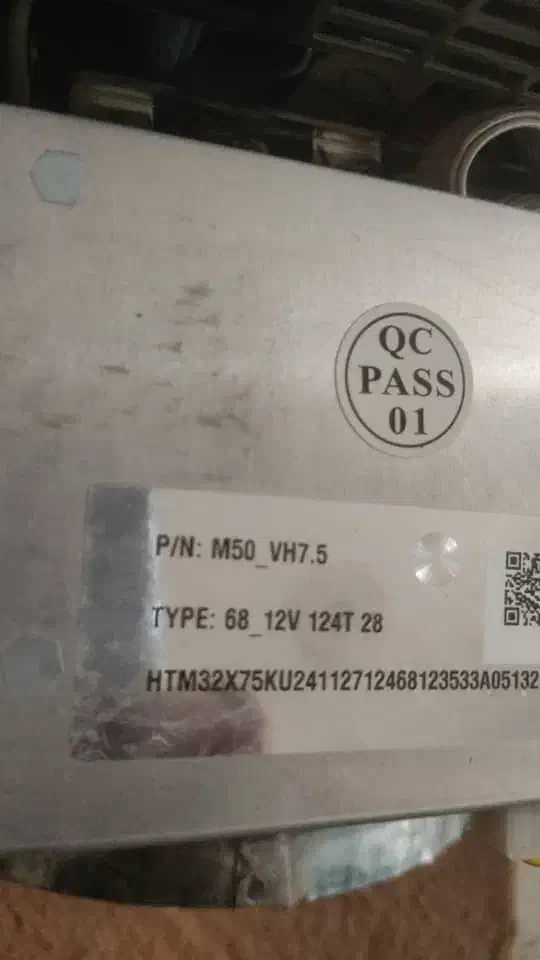 QC
PASS
01
P/N: M50_VH7.5
TYPE: 68_12V 124T 28
HTM32X75KU24112712468123533A05132